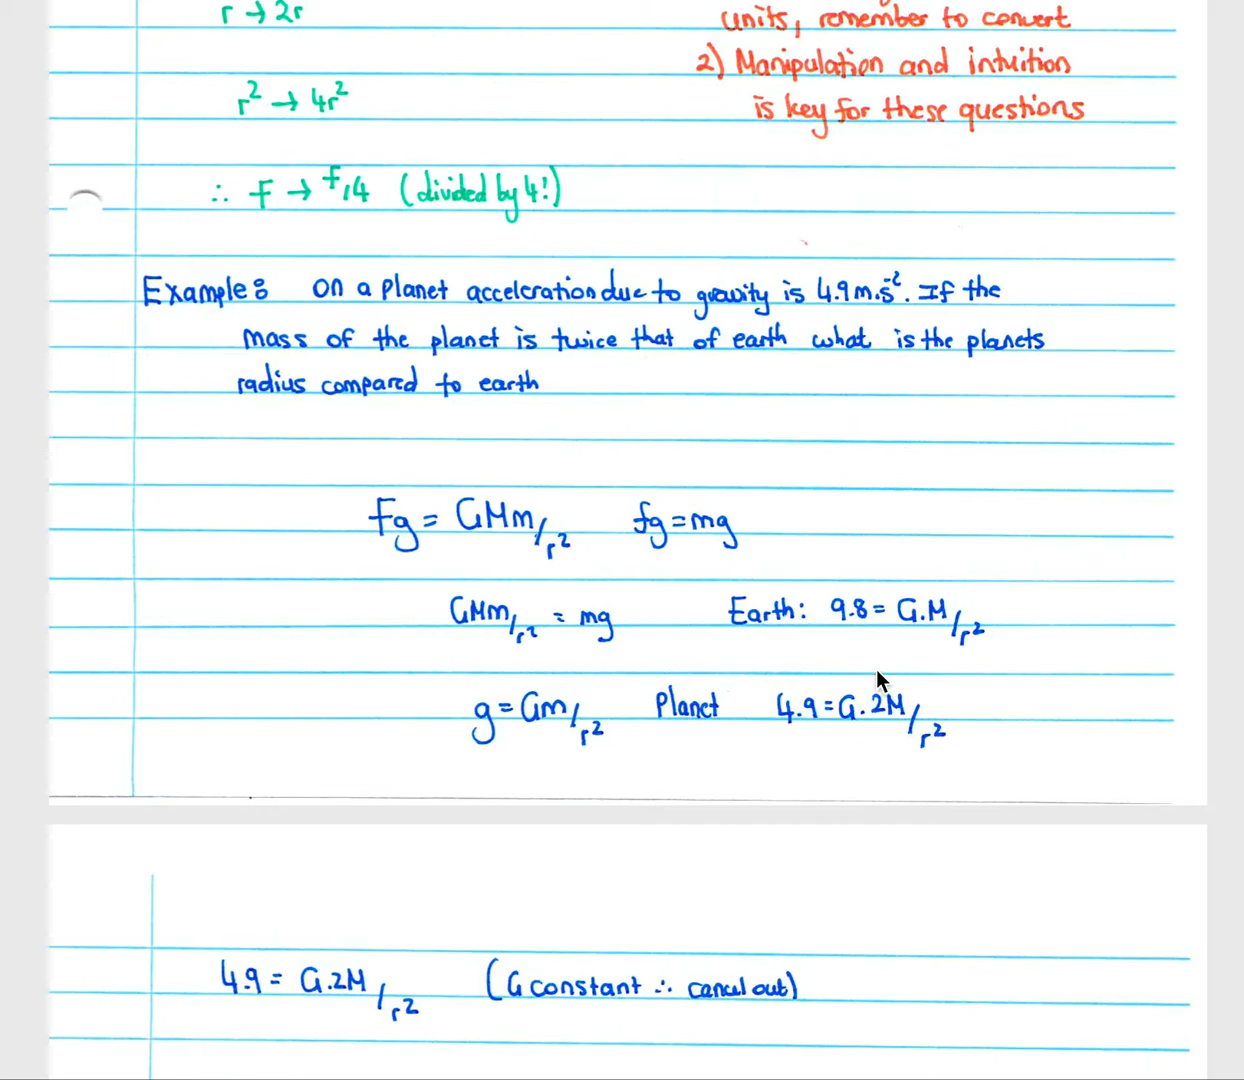 r → 2r
units, remember to convert
2) Manipulation and intuition
is key for these questions
r² → 4r²
∴ F → F/4 (divided by 4!)
Example: on a planet acceleration due to gravity is 4.9 m.s⁻². If the
mass of the planet is twice that of earth what is the planets
radius compared to earth
Fg = GMm/r² fg = mg
GMm/r² = mg Earth: 9.8 = G.M/r²
g = Gm/r² Planet 4.9 = G.2M/r²
4.9 = G.2M/r² (G constant ∴ cancel out)